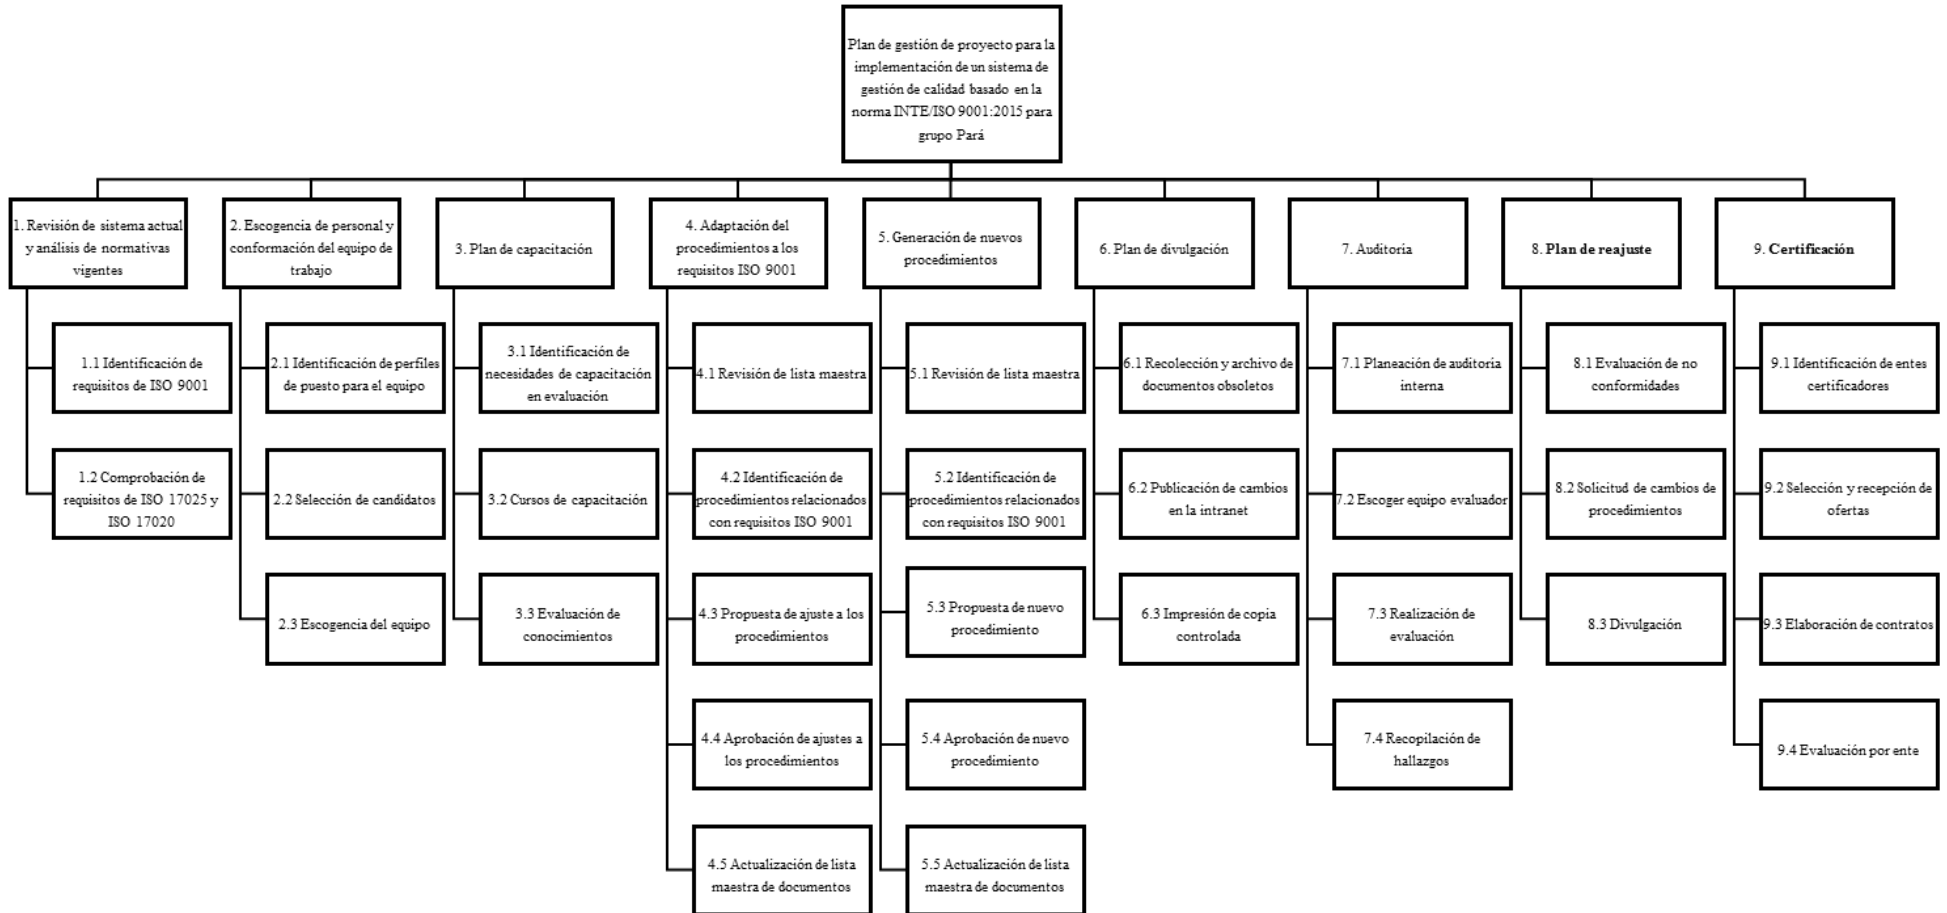 Plan de gestión de proyecto para la
implementación de un sistema de
gestión de calidad basado en la
norma INTE/ISO 9001:2015 para
grupo Pará
1. Revisión de sistema actual
y análisis de normativas
vigentes
2. Escogencia de personal y
conformación del equipo de
trabajo
3. Plan de capacitación
4. Adaptación del
procedimientos a los
requisitos ISO 9001
5. Generación de nuevos
procedimientos
6. Plan de divulgación
7. Auditoria
8. Plan de reajuste
9. Certificación
1.1 Identificación de
requisitos de ISO 9001
1.2 Comprobación de
requisitos de ISO 17025 y
ISO 17020
2.1 Identificación de perfiles
de puesto para el equipo
2.2 Selección de candidatos
2.3 Escogencia del equipo
3.1 Identificación de
necesidades de capacitación
en evaluación
3.2 Cursos de capacitación
3.3 Evaluación de
conocimientos
4.1 Revisión de lista maestra
4.2 Identificación de
procedimientos relacionados
con requisitos ISO 9001
4.3 Propuesta de ajuste a los
procedimientos
4.4 Aprobación de ajustes a
los procedimientos
4.5 Actualización de lista
maestra de documentos
5.1 Revisión de lista maestra
5.2 Identificación de
procedimientos relacionados
con requisitos ISO 9001
5.3 Propuesta de nuevo
procedimiento
5.4 Aprobación de nuevo
procedimiento
5.5 Actualización de lista
maestra de documentos
6.1 Recolección y archivo de
documentos obsoletos
6.2 Publicación de cambios
en la intranet
6.3 Impresión de copia
controlada
7.1 Planeación de auditoria
interna
7.2 Escoger equipo evaluador
7.3 Realización de
evaluación
7.4 Recopilación de
hallazgos
8.1 Evaluación de no
conformidades
8.2 Solicitud de cambios de
procedimientos
8.3 Divulgación
9.1 Identificación de entes
certificadores
9.2 Selección y recepción de
ofertas
9.3 Elaboración de contratos
9.4 Evaluación por ente